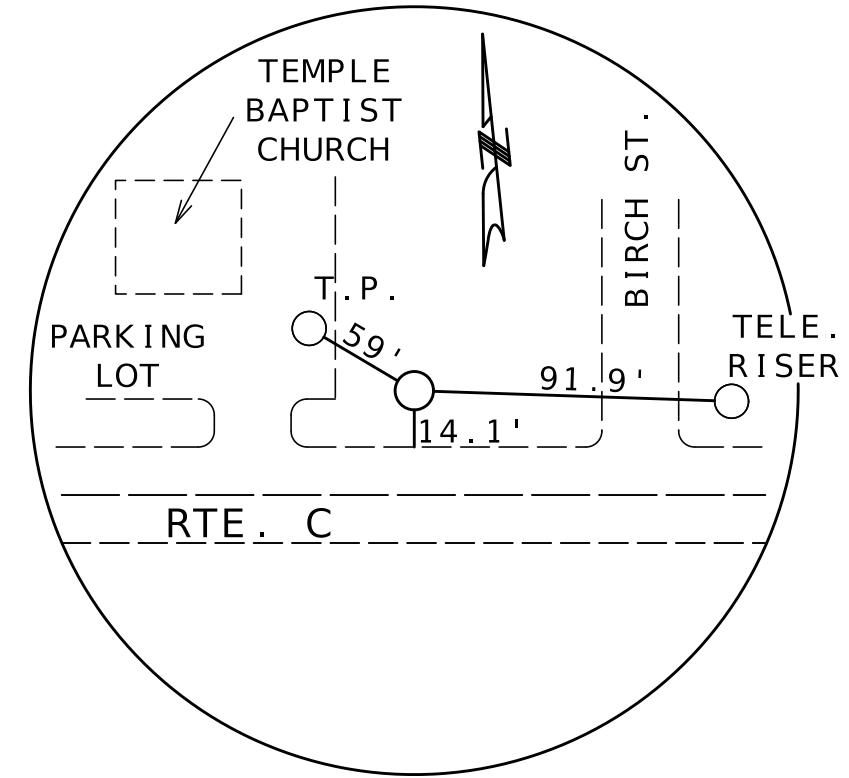 TEMPLE
BAPTIST
CHURCH
BIRCH ST.
T.P.
PARKING
LOT
59'
TELE.
RISER
91.9'
14.1'
RTE. C
N